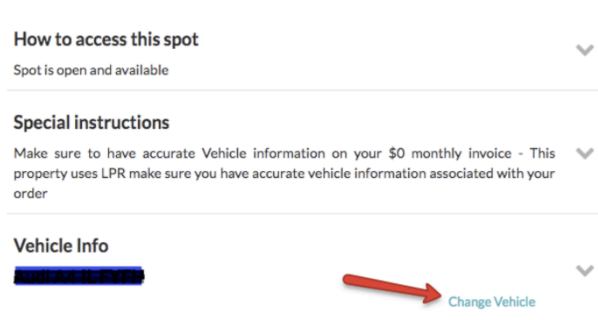 How to access this spot
Spot is open and available
Special instructions
Make sure to have accurate Vehicle information on your $0 monthly invoice - This
property uses LPR make sure you have accurate vehicle information associated with your
order
Vehicle Info
Change Vehicle